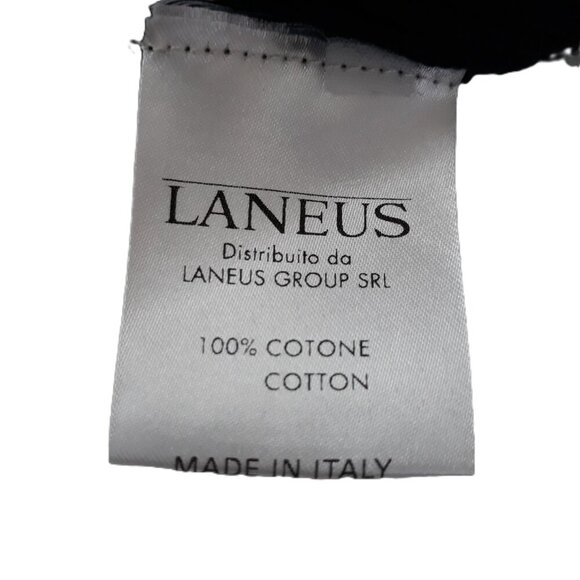 LANEUS
Distribuito da
LANEUS GROUP SRL
100% COTONE
COTTON
MADE IN ITALY